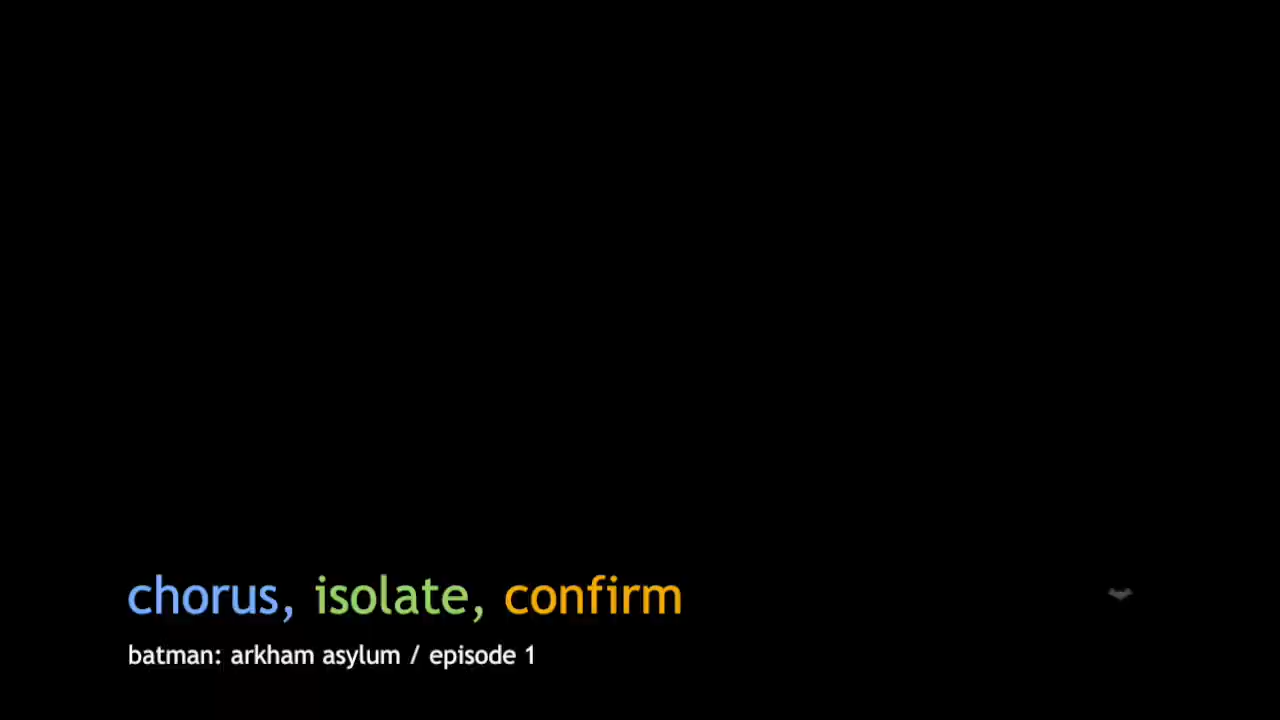 chorus, isolate, confirm
batman: arkham asylum / episode 1